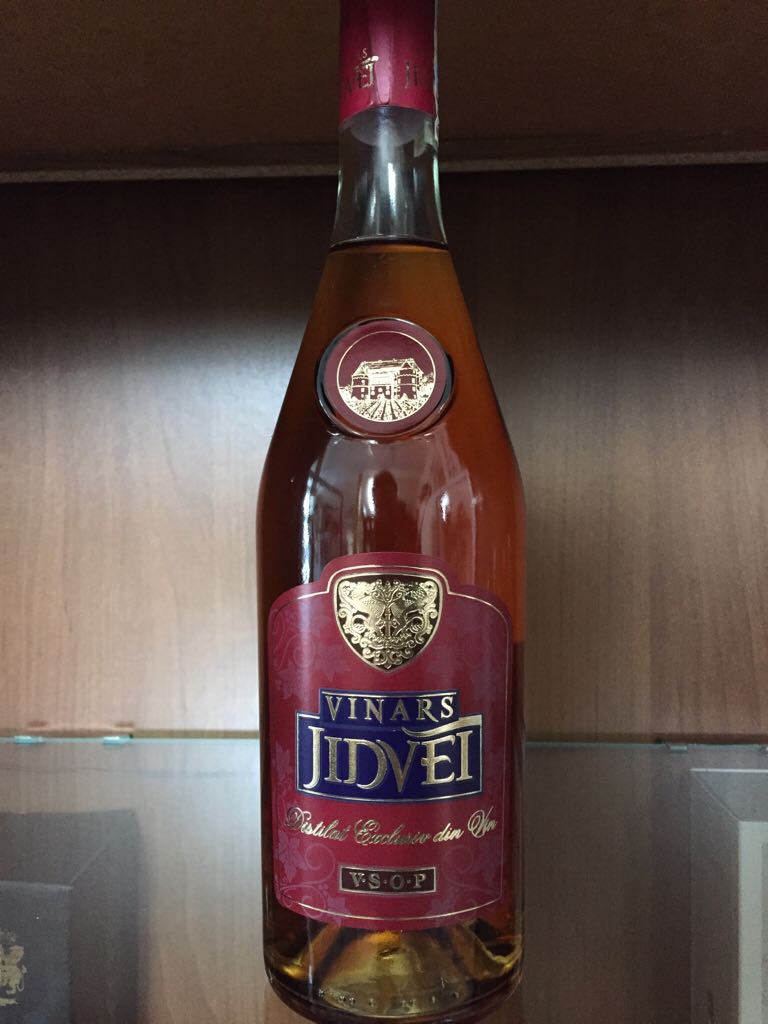 VINARS
JIDVEI
Distilat Exclusiv din Vin
V·S·O·P